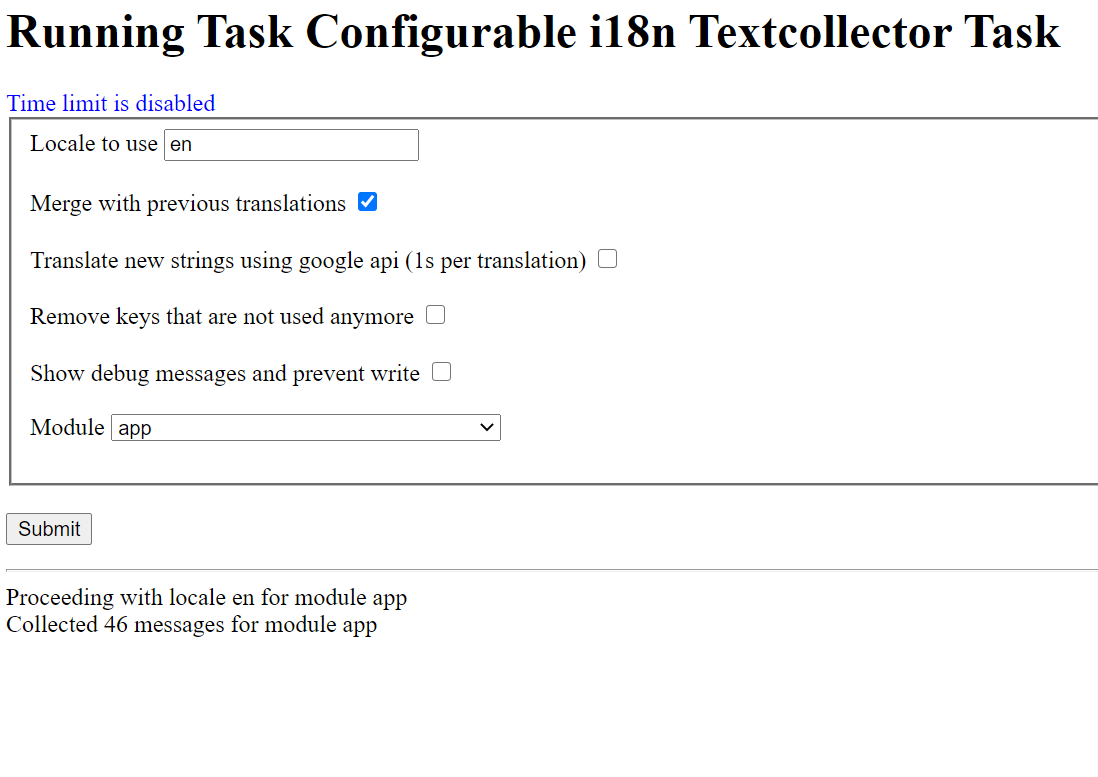 Running Task Configurable i18n Textcollector Task
Time limit is disabled
Locale to use en
Merge with previous translations
Translate new strings using google api (1s per translation)
Remove keys that are not used anymore
Show debug messages and prevent write
Module app
Submit
Proceeding with locale en for module app
Collected 46 messages for module app